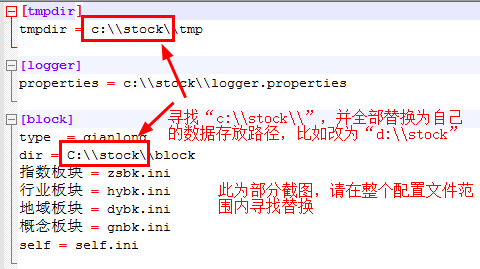 [tmpdir]
tmpdir = c:\\stock\\tmp
[logger]
properties = c:\\stock\\logger.properties
寻找“c:\\stock\\”,并全部替换为自己
的数据存放路径，比如改为“d:\\stock”
[block]
type = qianlong
dir = C:\\stock\\block
指数板块 = zsbk.ini
行业板块 = hybk.ini
地域板块 = dybk.ini
概念板块 = gnbk.ini
self = self.ini
此为部分截图，请在整个配置文件范
围内寻找替换